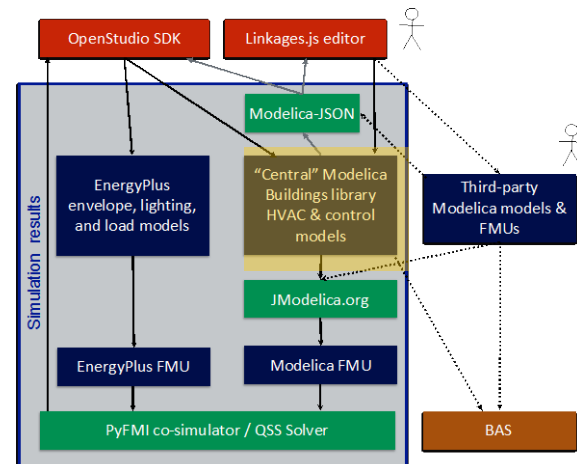 OpenStudio SDK
Linkages.js editor
Modelica-JSON
EnergyPlus
envelope, lighting,
and load models
“Central” Modelica
Buildings library
HVAC & control
models
Third-party
Modelica models &
FMUs
Simulation results
JModelica.org
EnergyPlus FMU
Modelica FMU
PyFMI co-simulator / QSS Solver
BAS